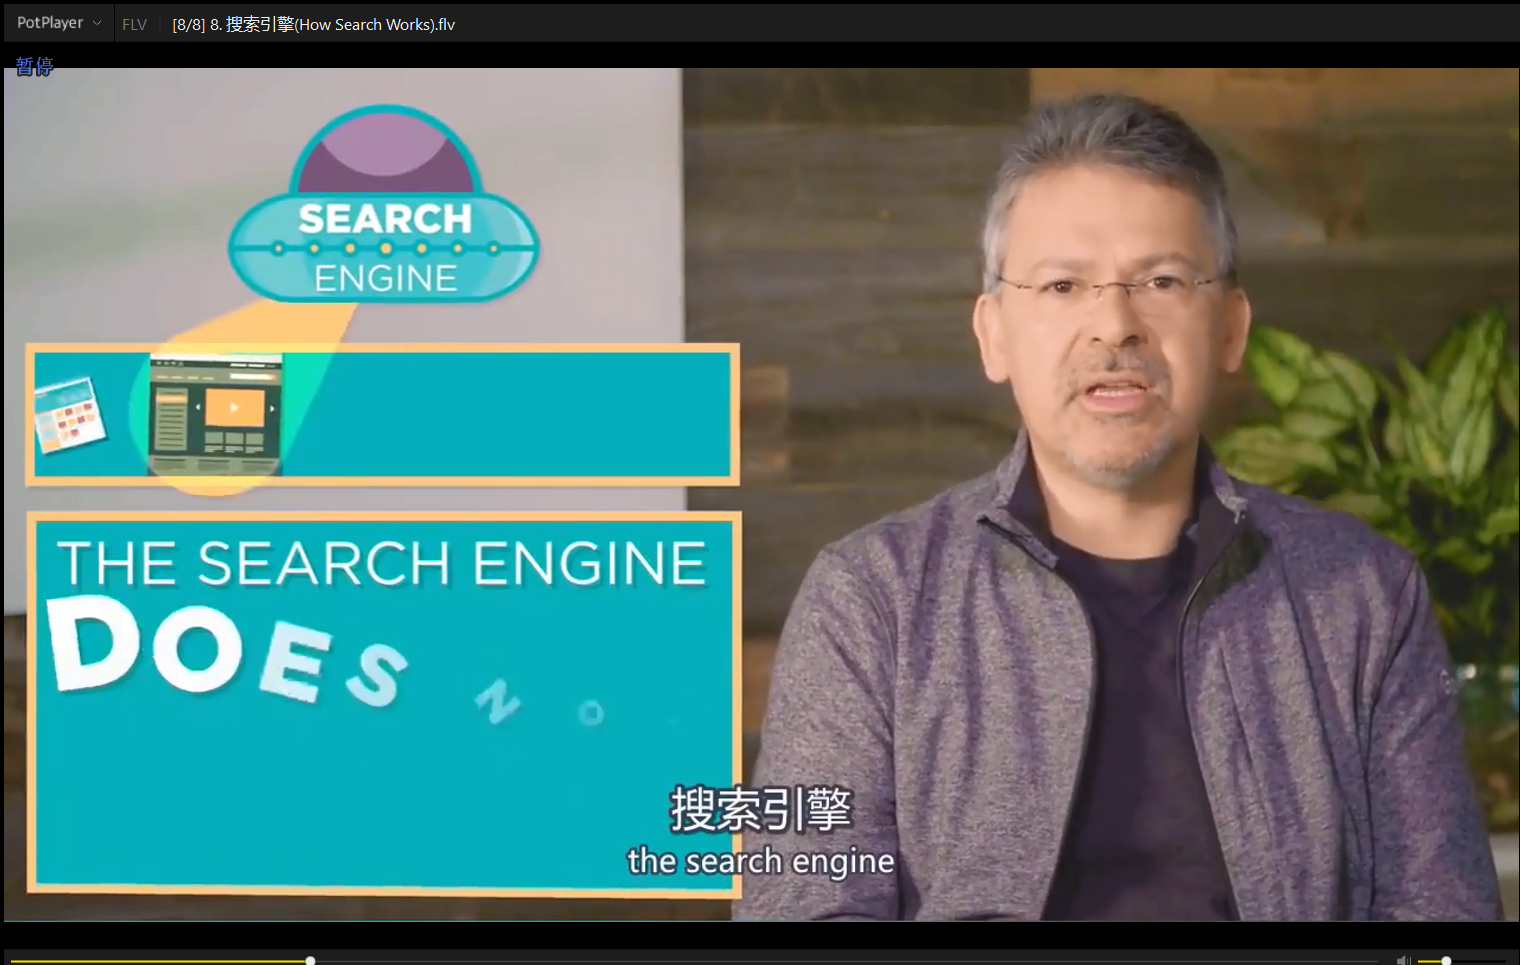 PotPlayer FLV [8/8] 8. 搜索引擎(How Search Works).flv
暂停
SEARCH
ENGINE
THE SEARCH ENGINE
DOES NO
搜索引擎
the search engine